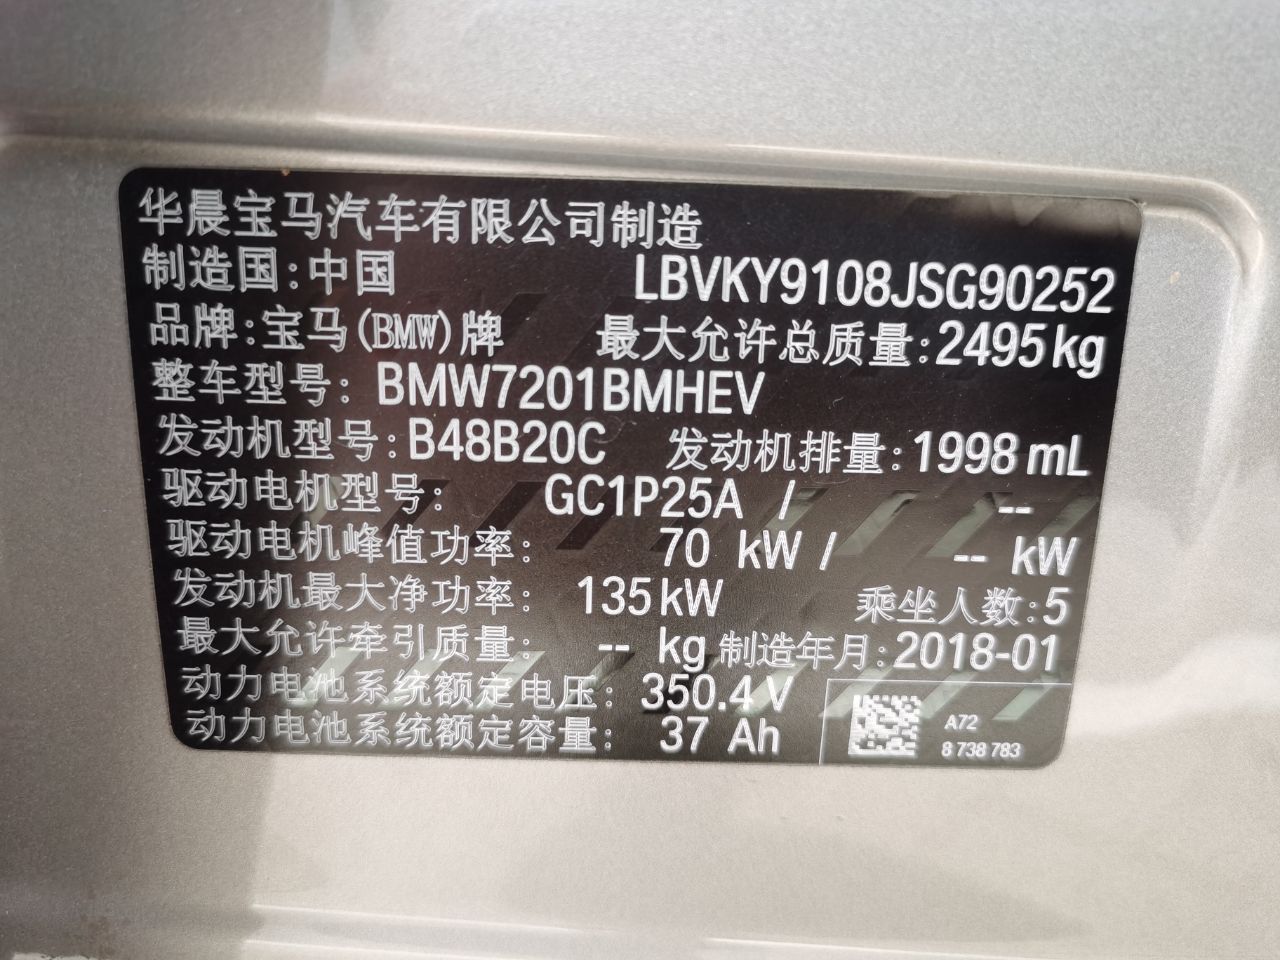 华晨宝马汽车有限公司制造
制造国:中国 LBVKY9108JSG90252
品牌:宝马(BMW)牌 最大允许总质量:2495kg
整车型号: BMW7201BMHEV
发动机型号:B48B20C 发动机排量:1998 mL
驱动电机型号: GC1P25A / --
驱动电机峰值功率: 70 kW / -- kW
发动机最大净功率: 135kW 乘坐人数:5
最大允许牵引质量: -- kg 制造年月:2018-01
动力电池系统额定电压: 350.4 V
动力电池系统额定容量: 37 Ah
A72
8 738 783